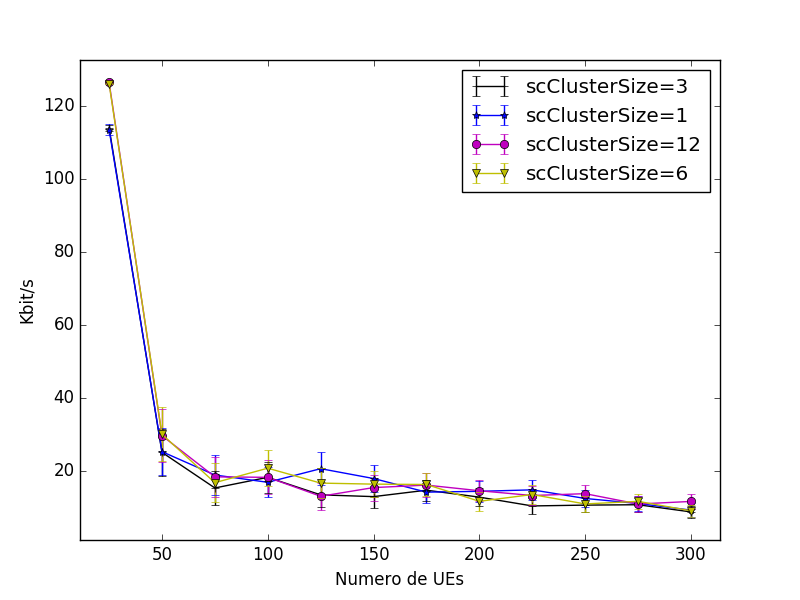 scClusterSize=3
scClusterSize=1
scClusterSize=12
scClusterSize=6
120
100
80
60
40
20
Kbit/s
50 100 150 200 250 300
Numero de UEs